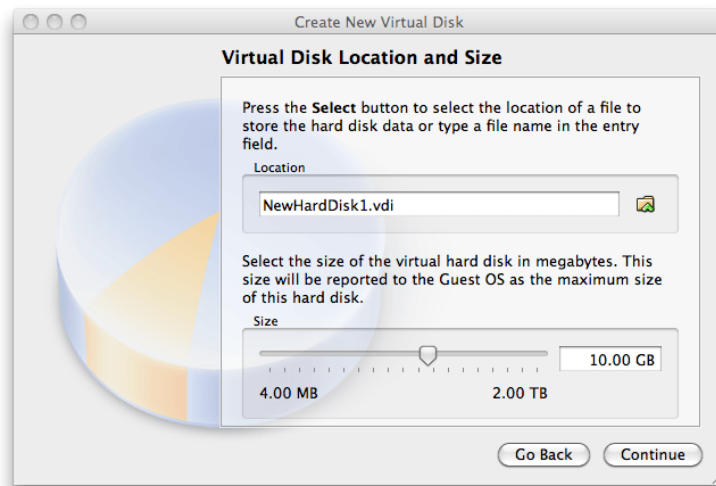 Create New Virtual Disk
Virtual Disk Location and Size
Press the Select button to select the location of a file to
store the hard disk data or type a file name in the entry
field.
Location
NewHardDisk1.vdi
Select the size of the virtual hard disk in megabytes. This
size will be reported to the Guest OS as the maximum size
of this hard disk.
Size
10.00 GB
4.00 MB 2.00 TB
Go Back Continue